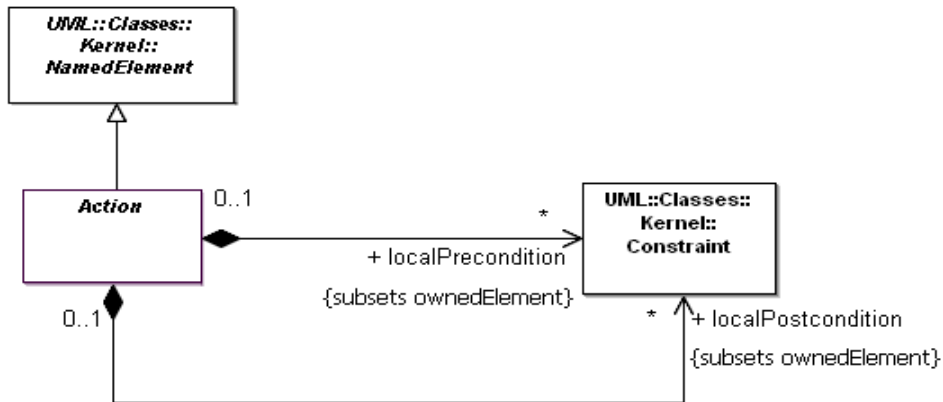 UML::Classes::
Kernel::
NamedElement
Action
0..1
*
UML::Classes::
Kernel::
Constraint
+ localPrecondition
{subsets ownedElement}
0..1
*
+ localPostcondition
{subsets ownedElement}